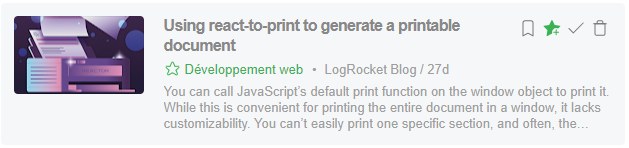 Using react-to-print to generate a printable
document
Développement web • LogRocket Blog / 27d
You can call JavaScript's default print function on the window object to print it.
While this is convenient for printing the entire document in a window, it lacks
customizability. You can't easily print one specific section, and often, the…